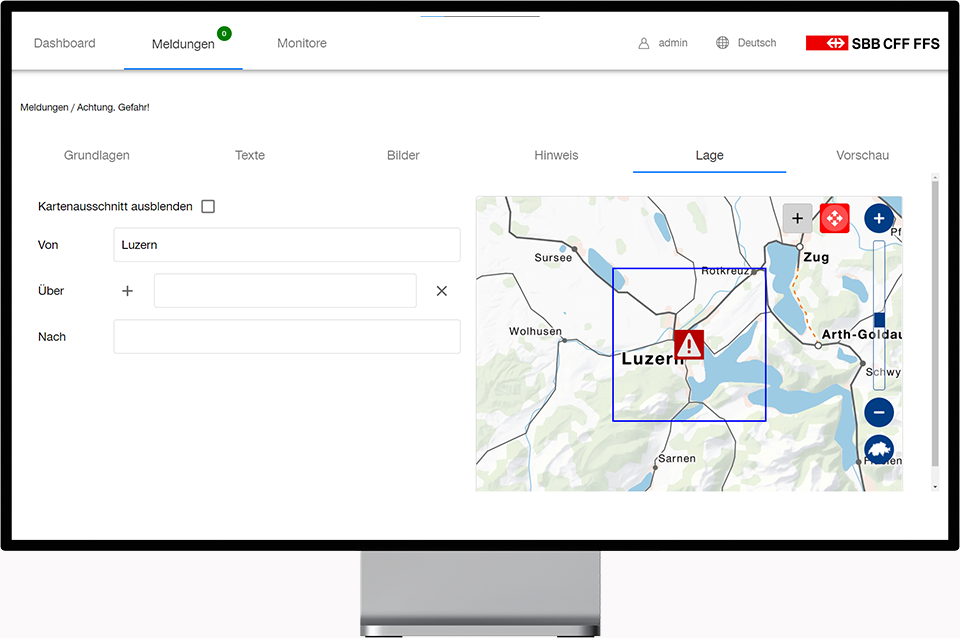 Dashboard
Meldungen
0
Monitore
admin
Deutsch
SBB CFF FFS
Meldungen / Achtung. Gefahr!
Grundlagen
Texte
Bilder
Hinweis
Lage
Vorschau
Kartenausschnitt ausblenden
Von
Luzern
Über
Nach
Sursee
Rotkreuz
Zug
Pf
Wolhusen
Luzern
Arth-Goldau
Schwy
Sarnen